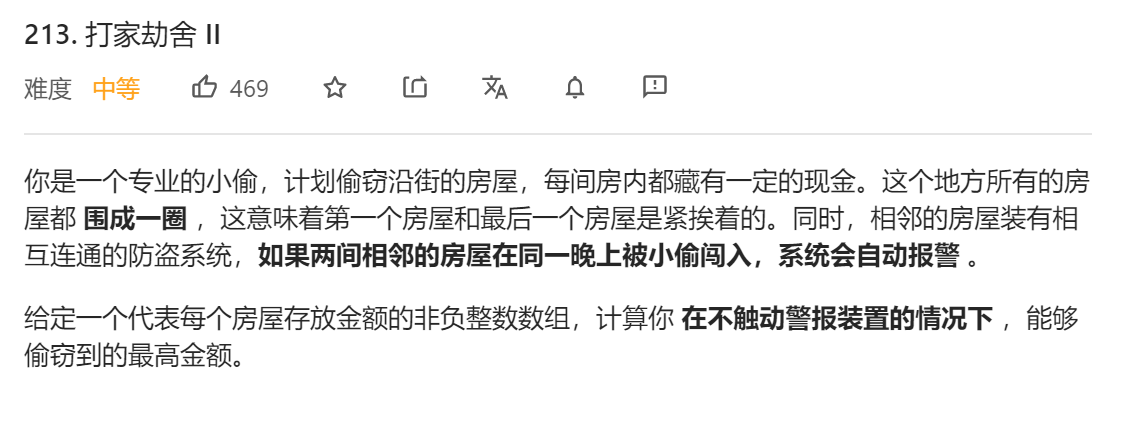 213. 打家劫舍 II
难度 中等 469
你是一个专业的小偷，计划偷窃沿街的房屋，每间房内都藏有一定的现金。这个地方所有的房
屋都 围成一圈 ，这意味着第一个房屋和最后一个房屋是紧挨着的。同时，相邻的房屋装有相
互连通的防盗系统，如果两间相邻的房屋在同一晚上被小偷闯入，系统会自动报警 。
给定一个代表每个房屋存放金额的非负整数数组，计算你 在不触动警报装置的情况下 ，能够
偷窃到的最高金额。